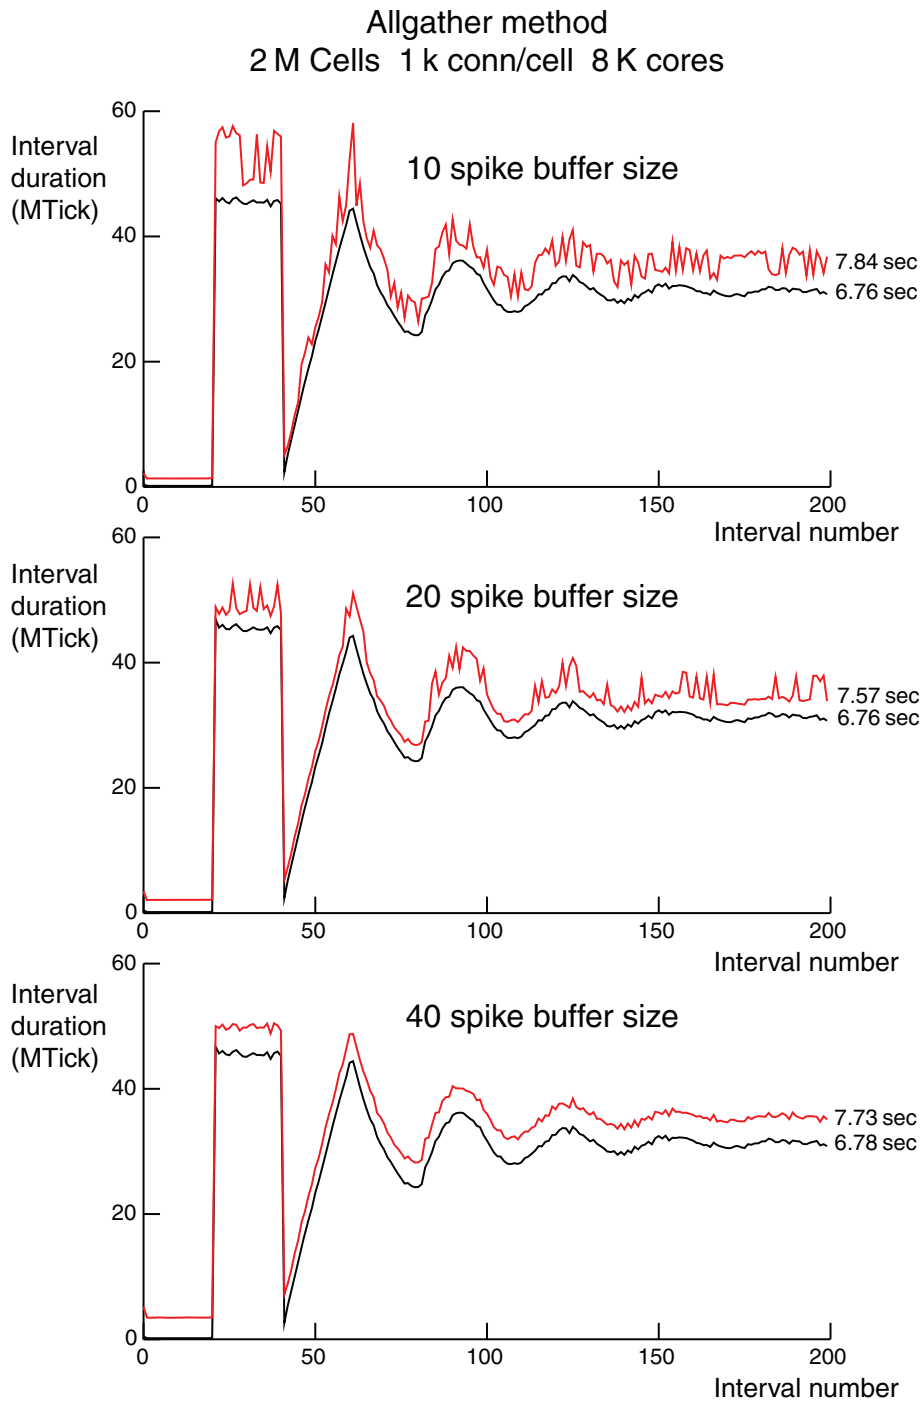 Allgather method
2 M Cells 1 k conn/cell 8 K cores
60
Interval
duration
(MTick)
10 spike buffer size
40
7.84 sec
6.76 sec
20
0
0 50 100 150 200
Interval number
60
Interval
duration
(MTick)
20 spike buffer size
40
7.57 sec
6.76 sec
20
0
0 50 100 150 200
Interval number
60
Interval
duration
(MTick)
40 spike buffer size
40
7.73 sec
6.78 sec
20
0
0 50 100 150 200
Interval number